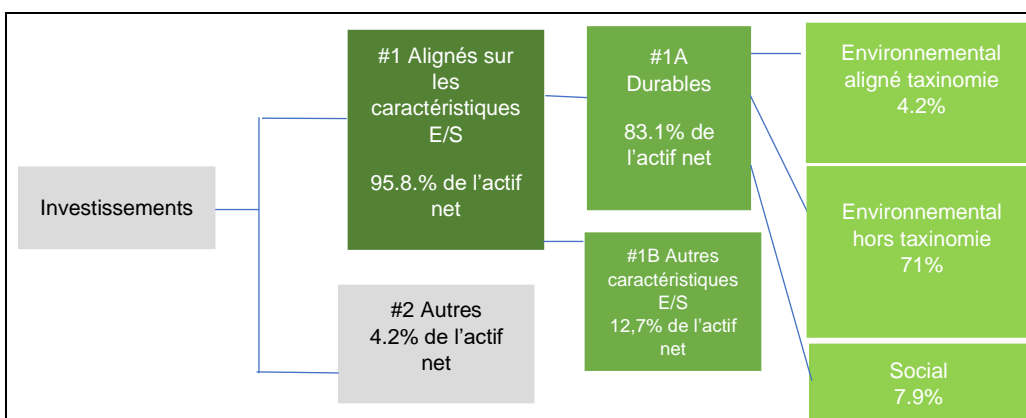 Investissements
#1 Alignés sur
les
caractéristiques
E/S
95.8.% de l’actif
net
#2 Autres
4.2% de l’actif
net
#1A
Durables
83.1% de
l’actif net
#1B Autres
caractéristiques
E/S
12,7% de l’actif
net
Environnemental
aligné taxinomie
4.2%
Environnemental
hors taxinomie
71%
Social
7.9%